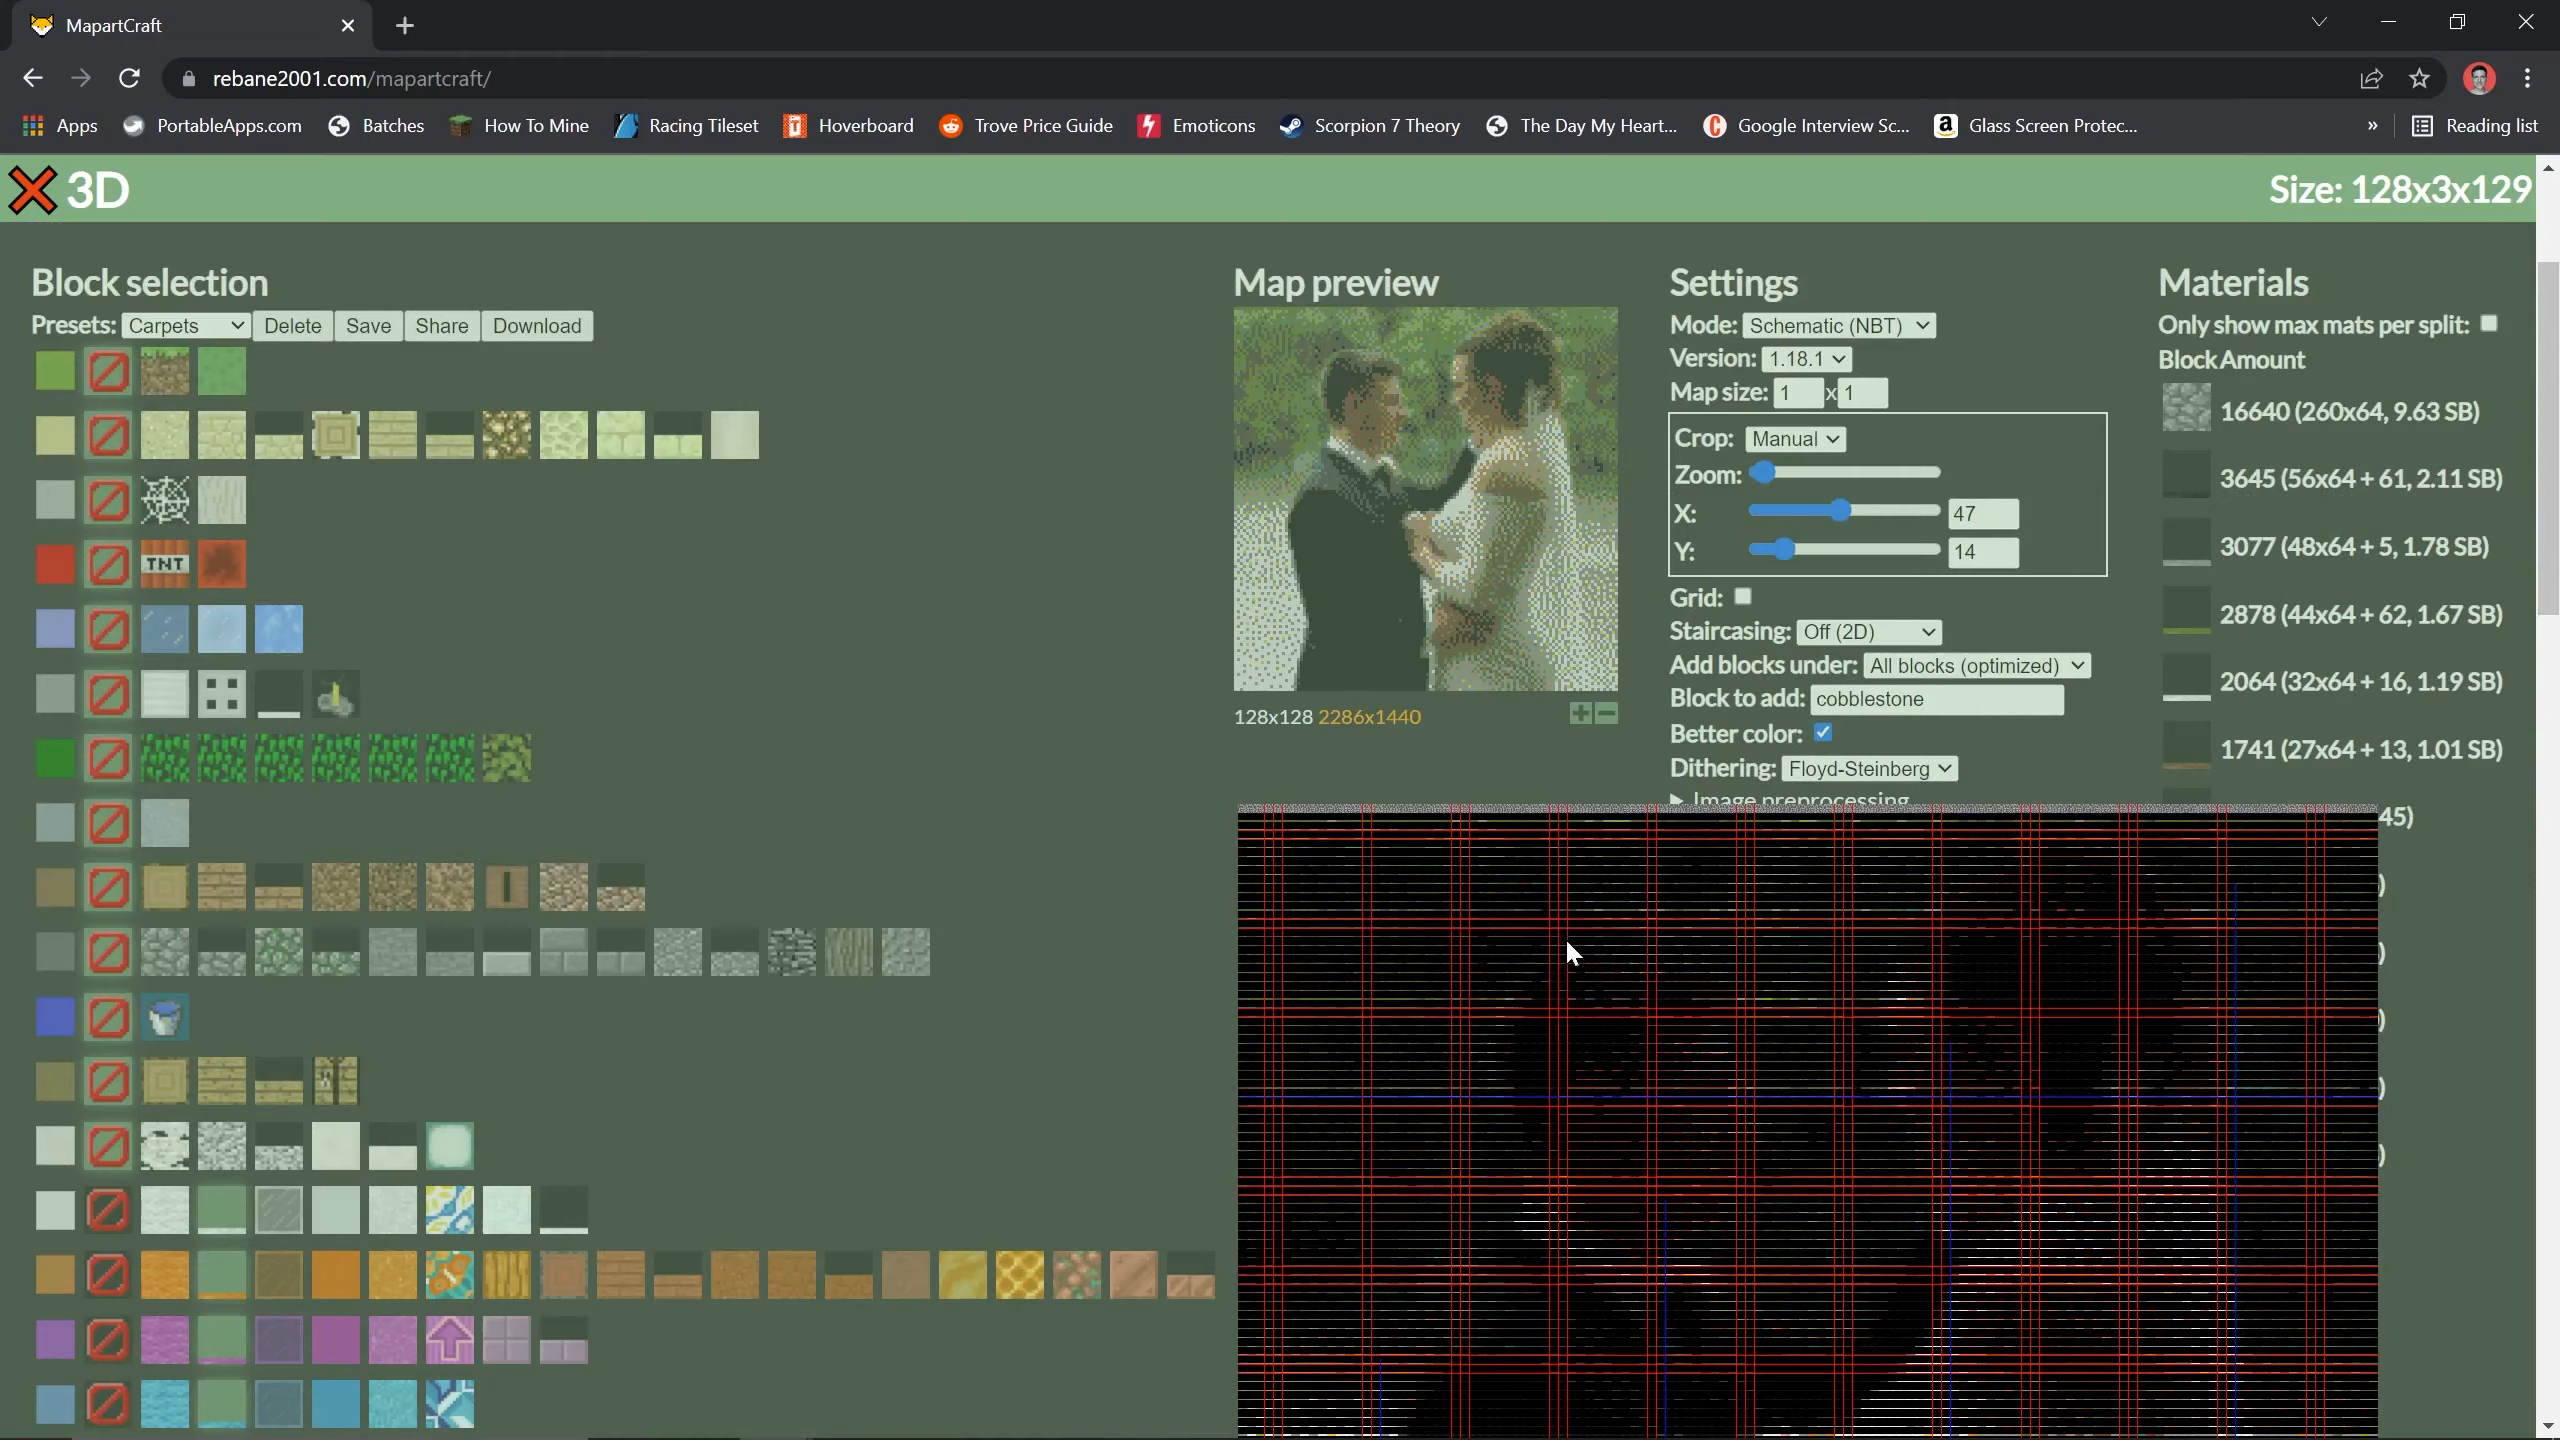 MapartCraft
rebane2001.com/mapartcraft/
Apps PortableApps.com Batches How To Mine Racing Tileset Hoverboard Trove Price Guide Emoticons Scorpion 7 Theory The Day My Heart... Google Interview Sc... Glass Screen Protec... » Reading list
3D Size: 128x3x129
Block selection
Presets: Carpets Delete Save Share Download
TNT
Map preview
128x128 2286x1440
Settings
Mode: Schematic (NBT)
Version: 1.18.1
Map size: 1 x 1
Crop: Manual
Zoom:
X: 47
Y: 14
Grid:
Staircasing: Off (2D)
Add blocks under: All blocks (optimized)
Block to add: cobblestone
Better color:
Dithering: Floyd-Steinberg
Image preprocessing
Materials
Only show max mats per split:
Block Amount
16640 (260x64, 9.63 SB)
3645 (56x64 + 61, 2.11 SB)
3077 (48x64 + 5, 1.78 SB)
2878 (44x64 + 62, 1.67 SB)
2064 (32x64 + 16, 1.19 SB)
1741 (27x64 + 13, 1.01 SB)
45)
)
)
)
)
)